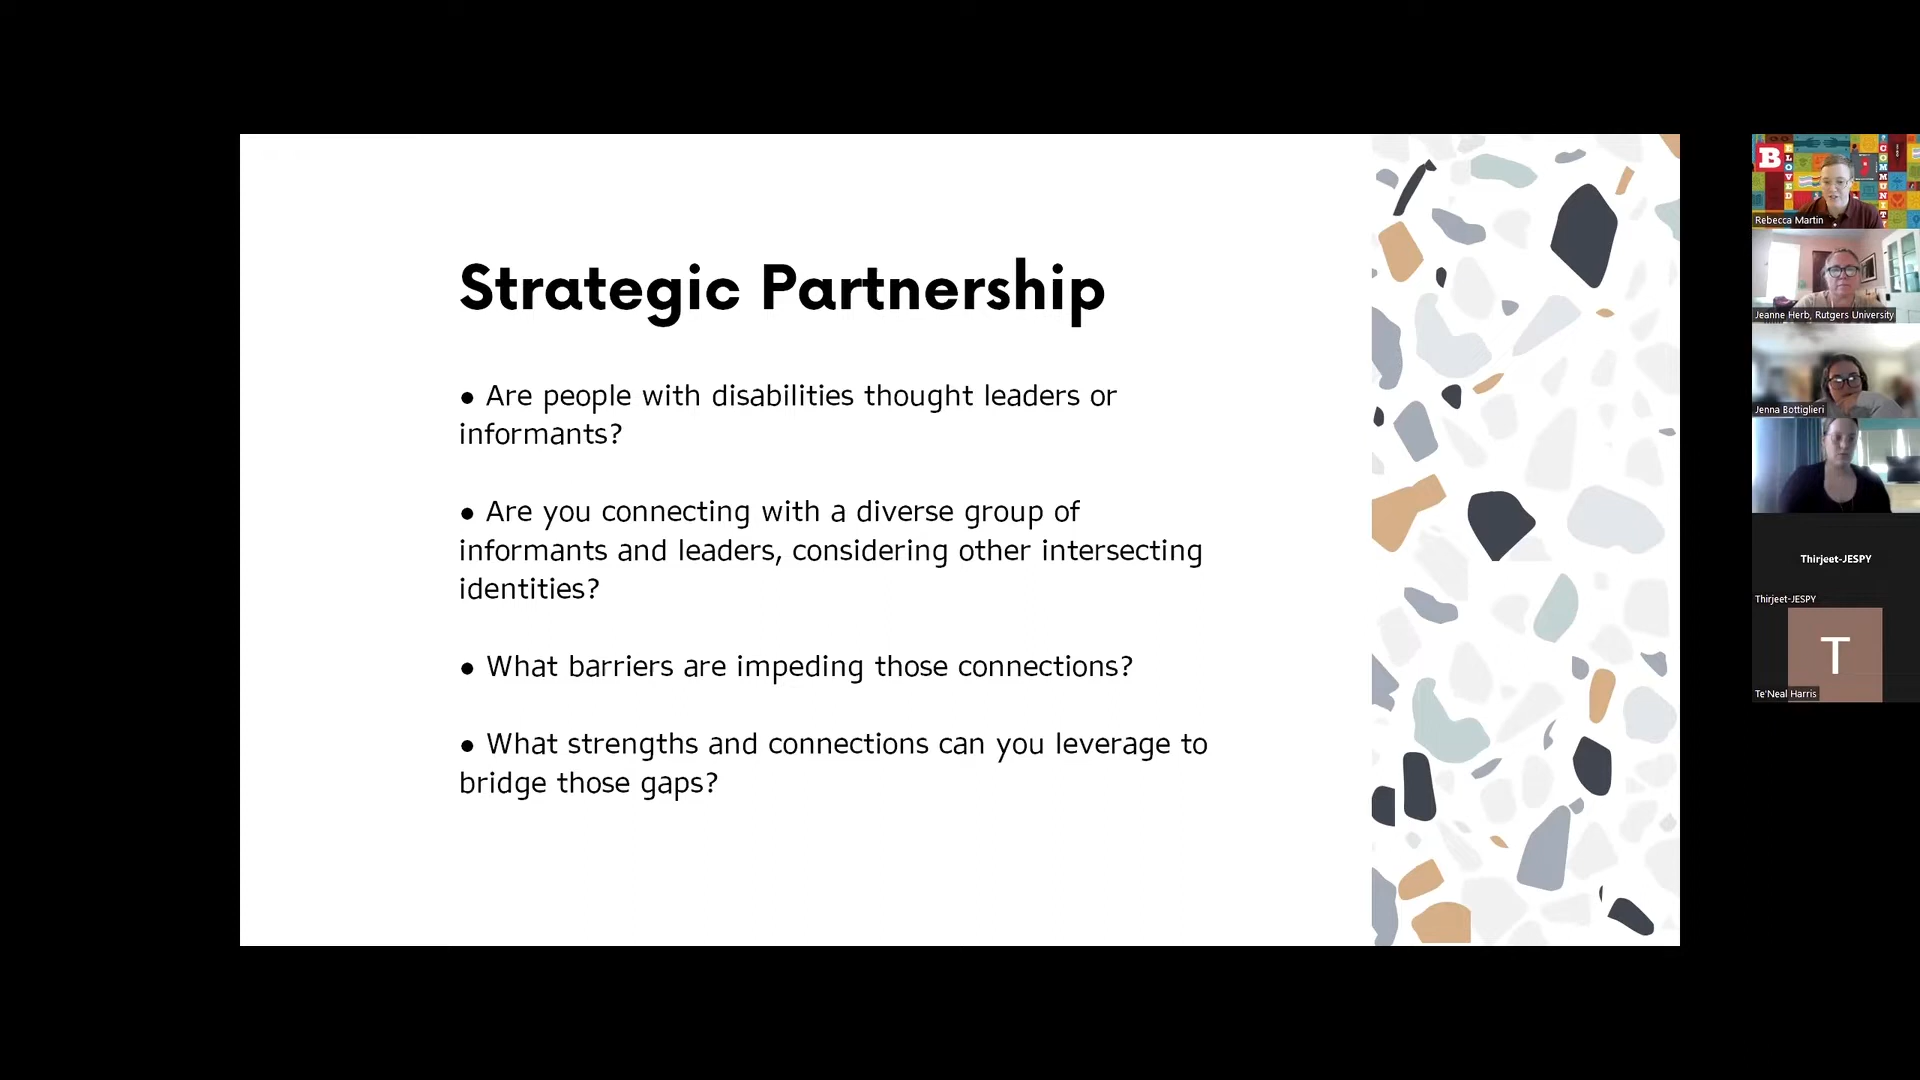 Strategic Partnership
• Are people with disabilities thought leaders or
informants?
• Are you connecting with a diverse group of
informants and leaders, considering other intersecting
identities?
• What barriers are impeding those connections?
• What strengths and connections can you leverage to
bridge those gaps?
B
ELOVED
COMMUNIT
Rebecca Martin
Jeanne Herb, Rutgers University
Jenna Bottiglieri
Thirjeet-JESPY
Thirjeet-JESPY
T
Te'Neal Harris